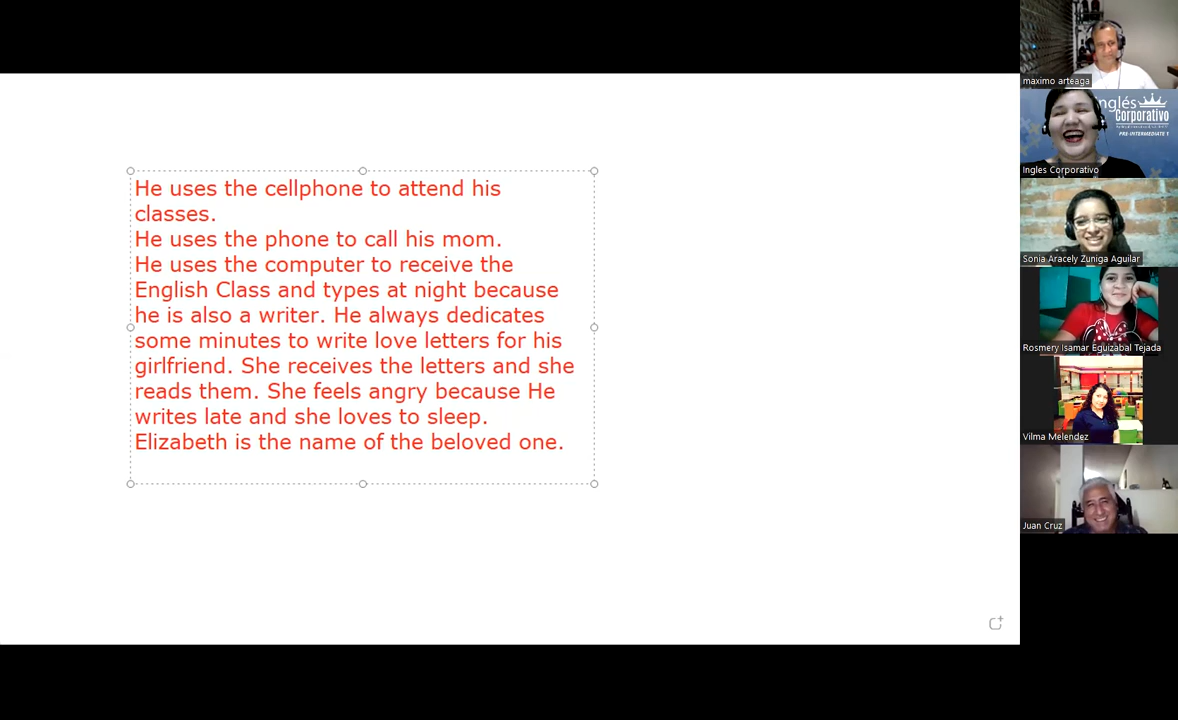 He uses the cellphone to attend his
classes.
He uses the phone to call his mom.
He uses the computer to receive the
English Class and types at night because
he is also a writer. He always dedicates
some minutes to write love letters for his
girlfriend. She receives the letters and she
reads them. She feels angry because He
writes late and she loves to sleep.
Elizabeth is the name of the beloved one.
maximo arteaga
Inglés
Corporativo
PRE-INTERMEDIATE 1
Ingles Corporativo
Sonia Aracely Zuniga Aguilar
Rosmery Isamar Eguizabal Tejada
Vilma Melendez
Juan Cruz